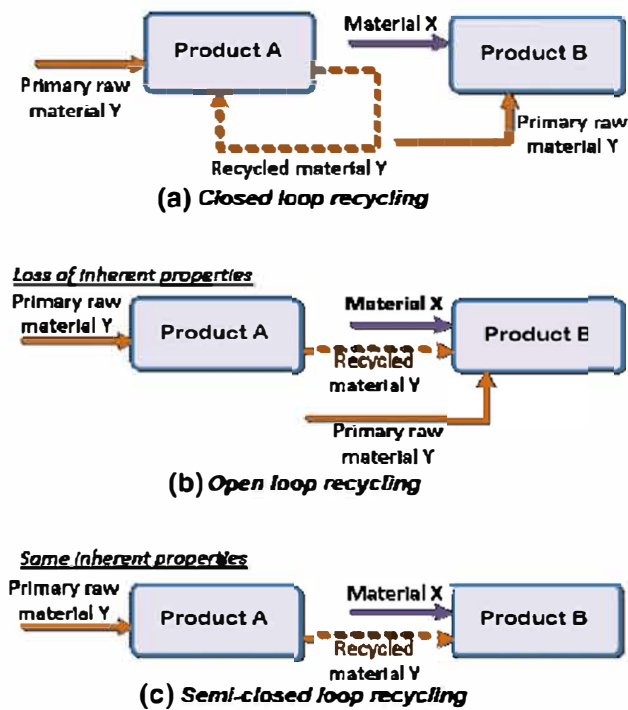 Product A
Material X
Product B
Primary raw
material Y
Primary raw
material Y
Recycled material Y
(a) Closed loop recycling
Loss of inherent properties
Primary raw
material Y
Product A
Material X
Product B
Recycled
material Y
Primary raw
material Y
(b) Open loop recycling
Same inherent properties
Primary raw
material Y
Product A
Material X
Product B
Recycled
material Y
(c) Semi-closed loop recycling